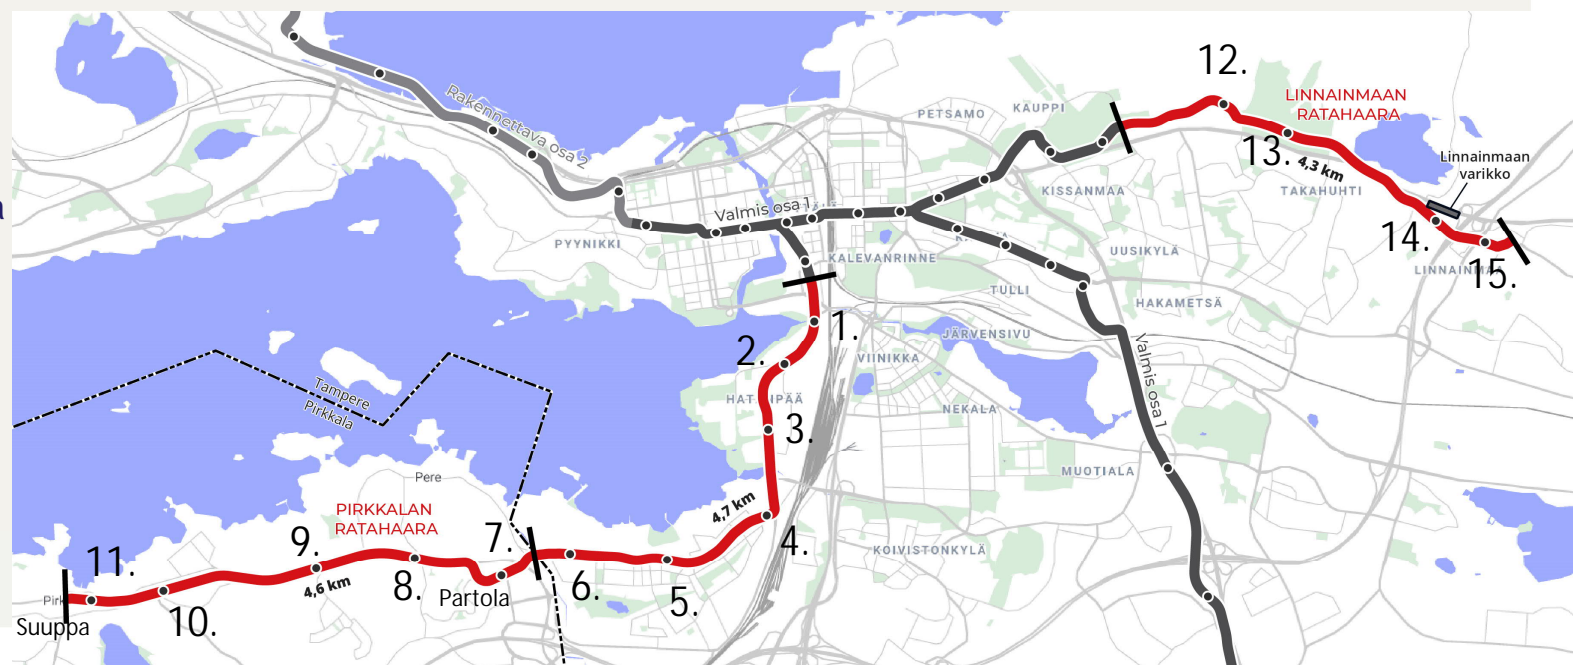 12.
LINNAINMAAN
RATAHAARA
KAUPPI
PETSAMO
Rakennettava osa 2
13.
4,3 km
Linnainmaan
varikko
TAKAHUHTI
KISSANMAA
Valmis osa 1
PYYNIKKI
14.
UUSIKYLÄ
KALEVANRINNE
LINNAINMAA
15.
TULLI
HAKAMETSÄ
1.
JÄRVENSIVU
2.
VIINIKKA
Valmis osa 1
Tampere
Pirkkala
HATANPÄÄ
NEKALA
3.
MUOTIALA
Pere
4,7 km
PIRKKALAN
RATAHAARA
9.
7.
4.
KOIVISTONKYLÄ
11.
4,6 km
8.
Partola
6.
5.
Pirk
10.
Suuppa